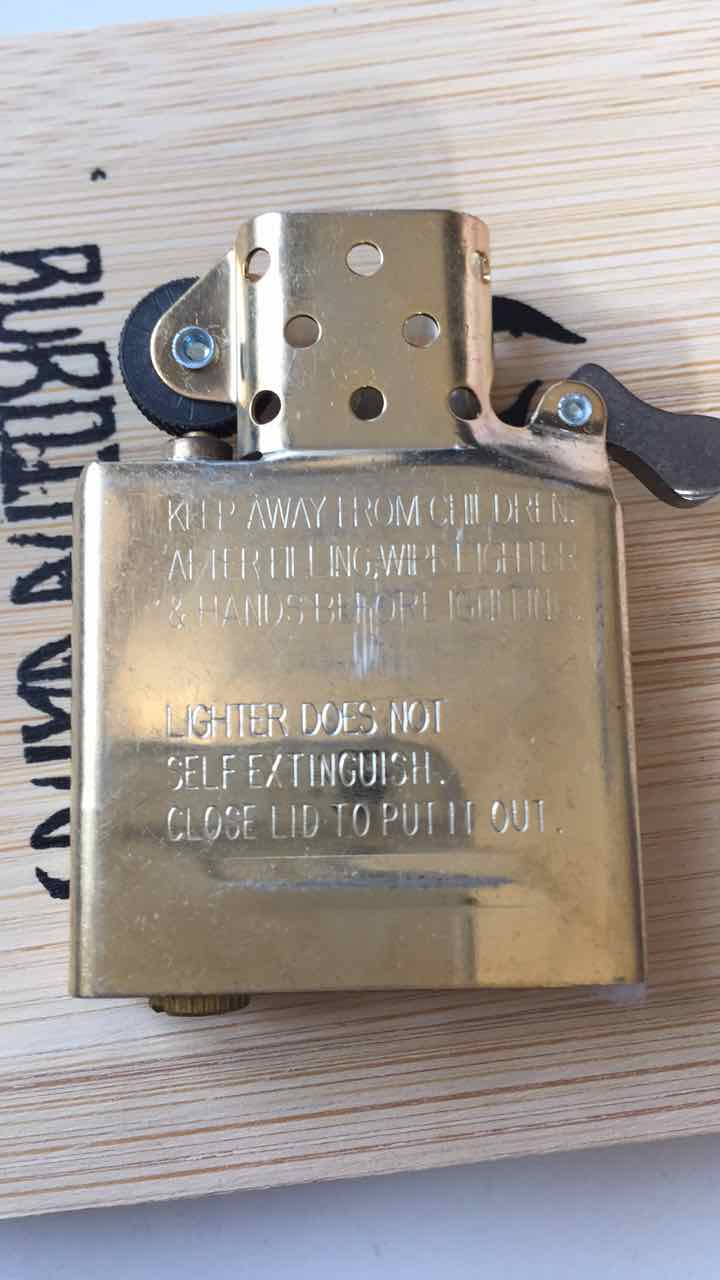 KEEP AWAY FROM CHILDREN.
AFTER FILLING, WIPE LIGHTER
& HANDS BEFORE IGNITING.
LIGHTER DOES NOT
SELF EXTINGUISH.
CLOSE LID TO PUT IT OUT.